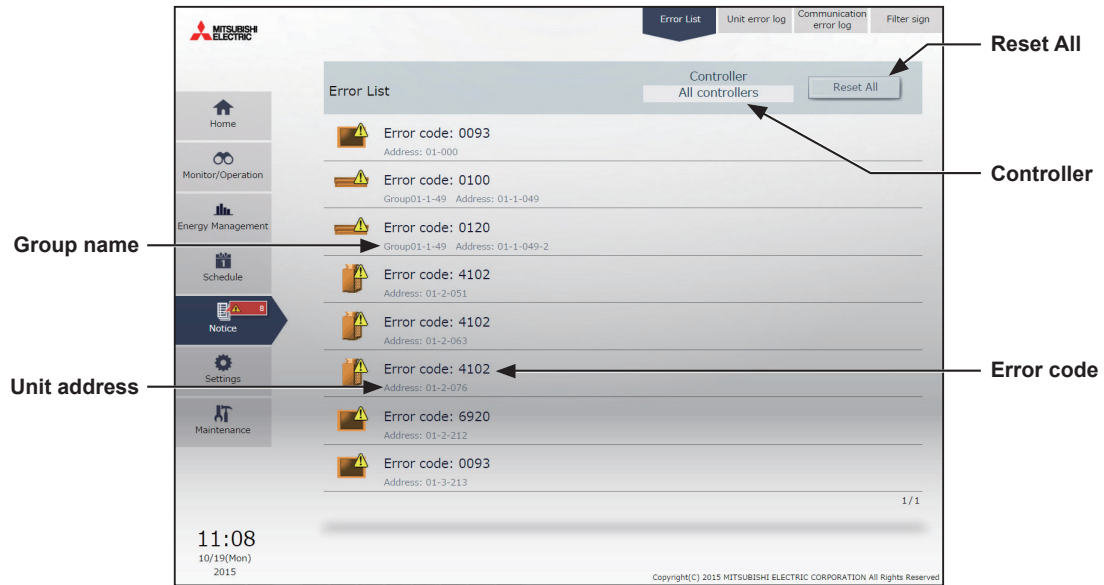 MITSUBISHI
ELECTRIC
Error List
Unit error log
Communication
error log
Filter sign
Reset All
Error List
Controller
All controllers
Reset All
Home
Error code: 0093
Address: 01-000
Monitor/Operation
Error code: 0100
Group01-1-49 Address: 01-1-049
Controller
Energy Management
Error code: 0120
Group01-1-49 Address: 01-1-049-2
Group name
1
Schedule
Error code: 4102
Address: 01-2-051
8
Notice
Error code: 4102
Address: 01-2-063
Settings
Error code: 4102
Address: 01-2-076
Error code
Unit address
Maintenance
Error code: 6920
Address: 01-2-212
Error code: 0093
Address: 01-3-213
1/1
11:08
10/19(Mon)
2015
Copyright(C) 2015 MITSUBISHI ELECTRIC CORPORATION All Rights Reserved